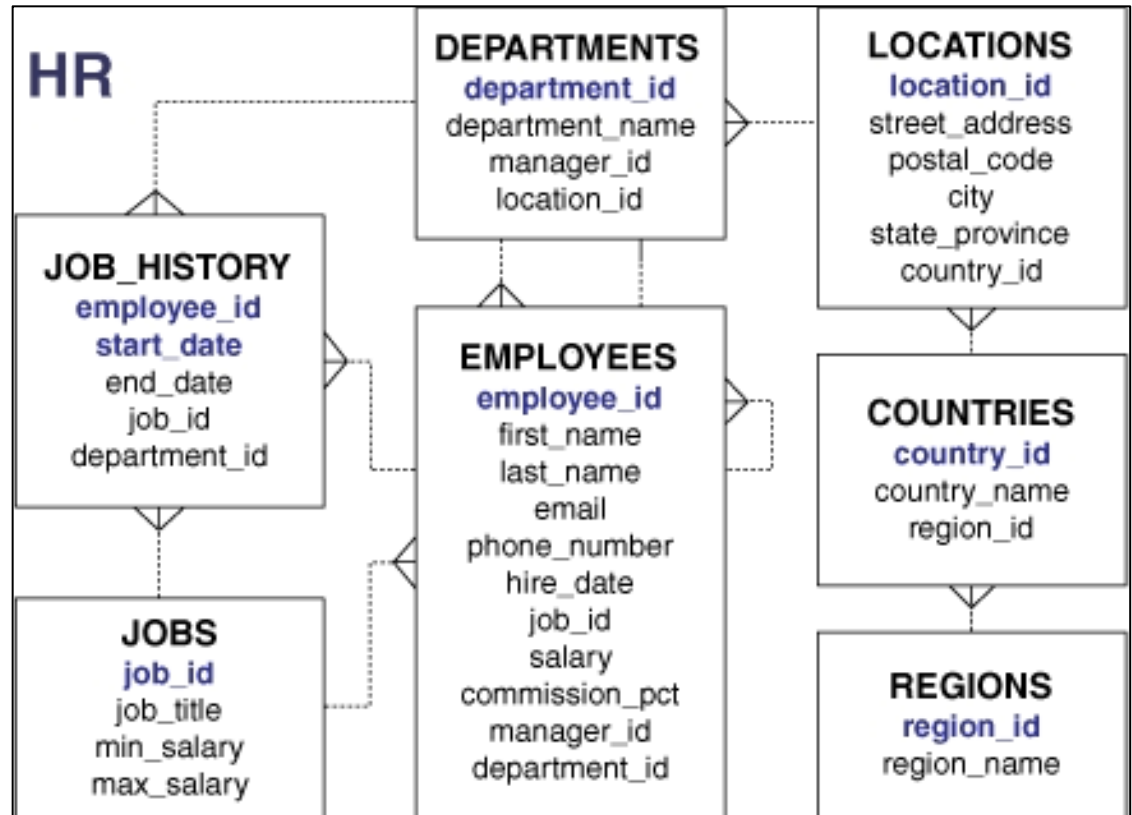 HR
DEPARTMENTS
department_id
department_name
manager_id
location_id
LOCATIONS
location_id
street_address
postal_code
city
state_province
country_id
JOB_HISTORY
employee_id
start_date
end_date
job_id
department_id
EMPLOYEES
employee_id
first_name
last_name
email
phone_number
hire_date
job_id
salary
commission_pct
manager_id
department_id
COUNTRIES
country_id
country_name
region_id
JOBS
job_id
job_title
min_salary
max_salary
REGIONS
region_id
region_name